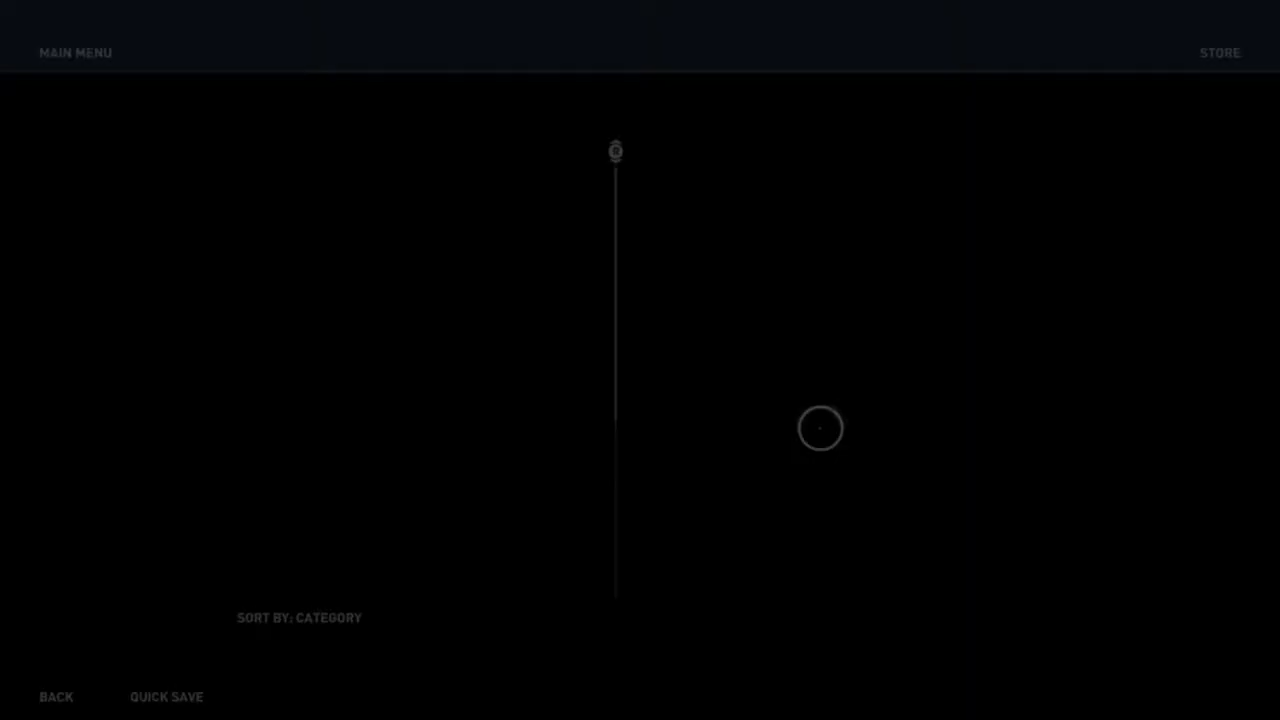 MAIN MENU
STORE
R
SORT BY: CATEGORY
BACK
QUICK SAVE